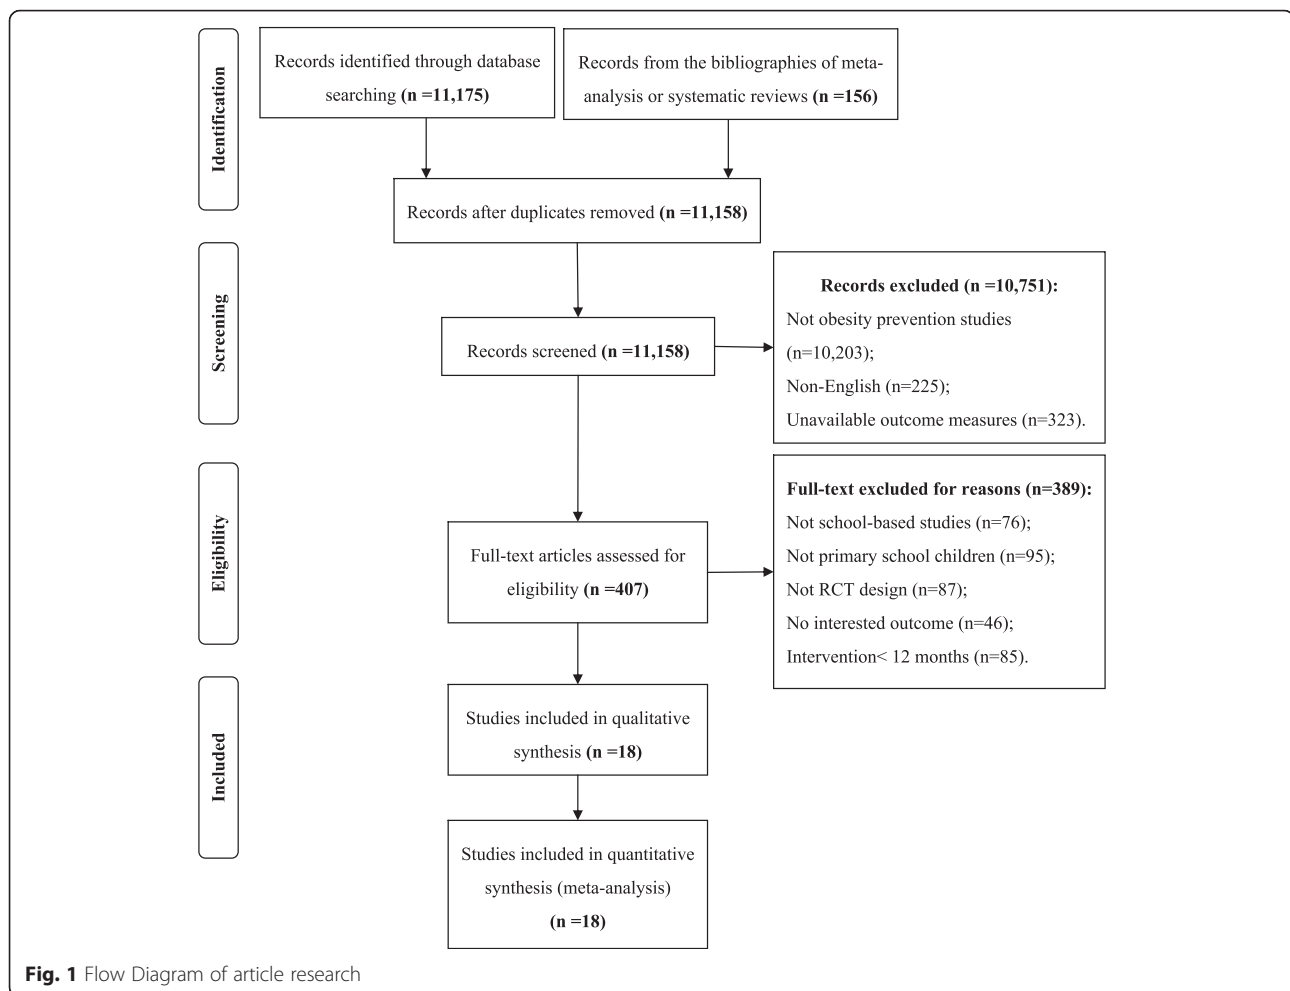 Identification
Records identified through database
searching (n =11,175)
Records from the bibliographies of meta-
analysis or systematic reviews (n =156)
Records after duplicates removed (n =11,158)
Screening
Records screened (n =11,158)
Records excluded (n =10,751):
Not obesity prevention studies
(n=10,203);
Non-English (n=225);
Unavailable outcome measures (n=323).
Eligibility
Full-text articles assessed for
eligibility (n =407)
Full-text excluded for reasons (n=389):
Not school-based studies (n=76);
Not primary school children (n=95);
Not RCT design (n=87);
No interested outcome (n=46);
Intervention< 12 months (n=85).
Included
Studies included in qualitative
synthesis (n =18)
Studies included in quantitative
synthesis (meta-analysis)
(n =18)
Fig. 1 Flow Diagram of article research